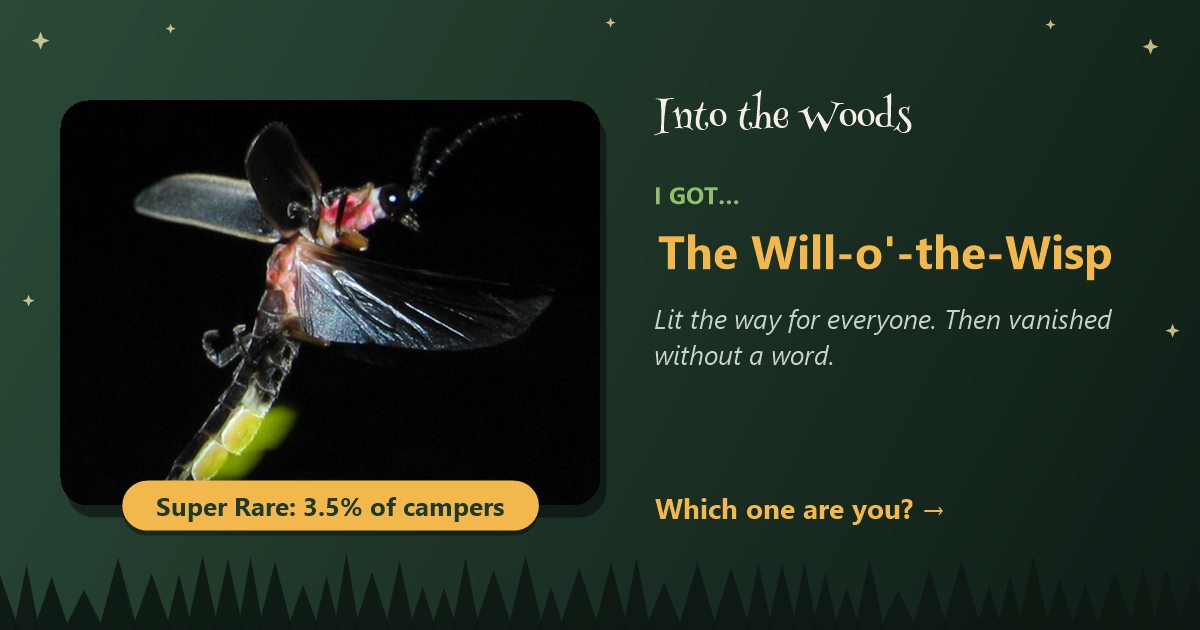 Into the Woods
I GOT...
The Will-o'-the-Wisp
Lit the way for everyone. Then vanished
without a word.
Super Rare: 3.5% of campers
Which one are you? →